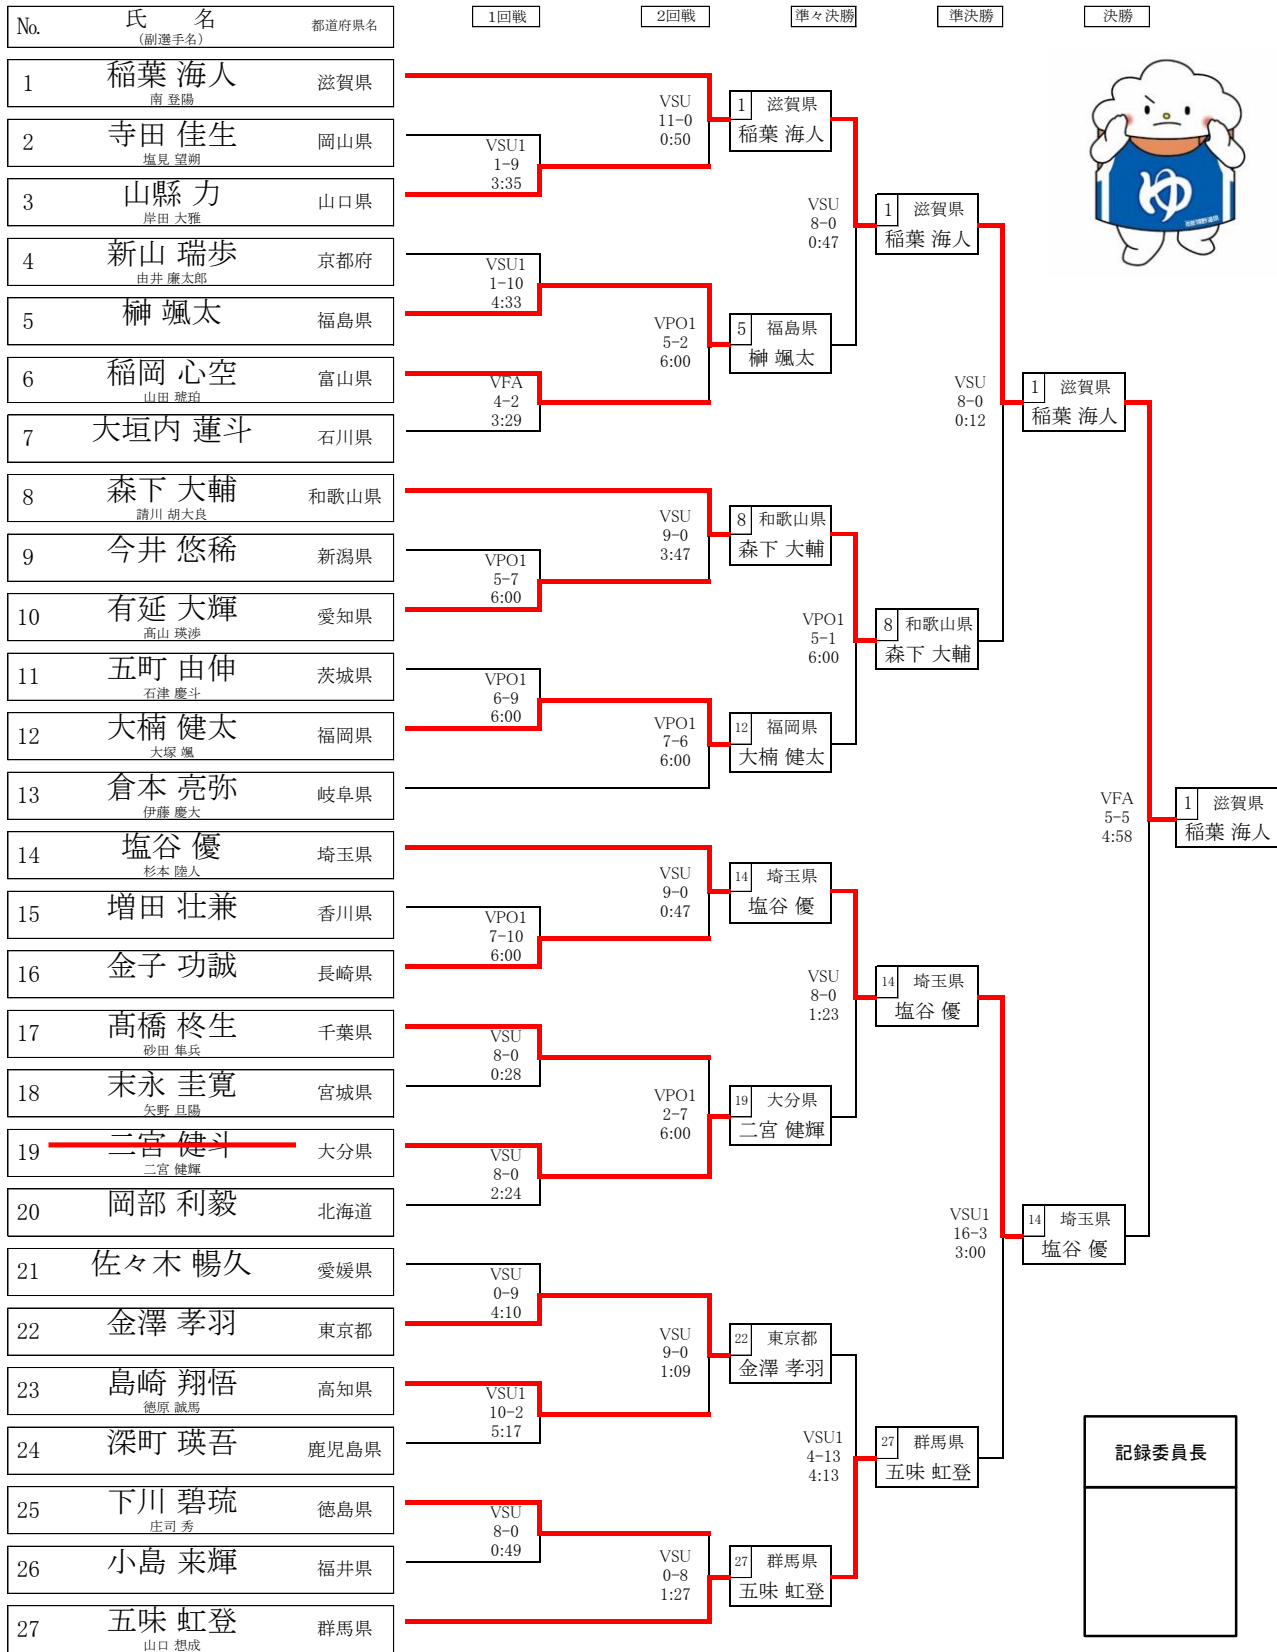 No. 氏 名 都道府県名 1回戦 2回戦 準々決勝 準決勝 決勝
(副選手名)
1 稲葉 海人 滋賀県
南 登陽
2 寺田 佳生 岡山県
塩見 望朔
3 山縣 力 山口県
岸田 大雅
4 新山 瑞歩 京都府
由井 廉太郎
5 榊 颯太 福島県
6 稲岡 心空 富山県
山田 琥珀
7 大垣内 蓮斗 石川県
8 森下 大輔 和歌山県
請川 胡大良
9 今井 悠稀 新潟県
10 有延 大輝 愛知県
髙山 瑛渉
11 五町 由伸 茨城県
石津 慶斗
12 大楠 健太 福岡県
大塚 颯
13 倉本 亮弥 岐阜県
伊藤 慶大
14 塩谷 優 埼玉県
杉本 陸人
15 増田 壮兼 香川県
16 金子 功誠 長崎県
17 髙橋 柊生 千葉県
砂田 隼兵
18 末永 圭寛 宮城県
矢野 旦陽
19 二宮 健斗 大分県
二宮 健輝
20 岡部 利毅 北海道
21 佐々木 暢久 愛媛県
22 金澤 孝羽 東京都
23 島崎 翔悟 高知県
徳原 誠馬
24 深町 瑛吾 鹿児島県
25 下川 碧琉 徳島県
庄司 秀
26 小島 来輝 福井県
27 五味 虹登 群馬県
山口 想成
VSU1
1-9
3:35
VSU1
1-10
4:33
VFA
4-2
3:29
VPO1
5-7
6:00
VPO1
6-9
6:00
VPO1
7-10
6:00
VSU
8-0
0:28
VSU
8-0
2:24
VSU
0-9
4:10
VSU1
10-2
5:17
VSU
8-0
0:49
VSU
11-0
0:50
VPO1
5-2
6:00
VSU
9-0
3:47
VPO1
7-6
6:00
VSU
9-0
0:47
VPO1
2-7
6:00
VSU
9-0
1:09
VSU
0-8
1:27
1 滋賀県
稲葉 海人
5 福島県
榊 颯太
8 和歌山県
森下 大輔
12 福岡県
大楠 健太
14 埼玉県
塩谷 優
19 大分県
二宮 健輝
22 東京都
金澤 孝羽
27 群馬県
五味 虹登
VSU
8-0
0:47
VPO1
5-1
6:00
VSU
8-0
1:23
VSU1
4-13
4:13
1 滋賀県
稲葉 海人
8 和歌山県
森下 大輔
14 埼玉県
塩谷 優
27 群馬県
五味 虹登
VSU
8-0
0:12
VSU1
16-3
3:00
1 滋賀県
稲葉 海人
14 埼玉県
塩谷 優
VFA
5-5
4:58
1 滋賀県
稲葉 海人
ゆ
記録委員長